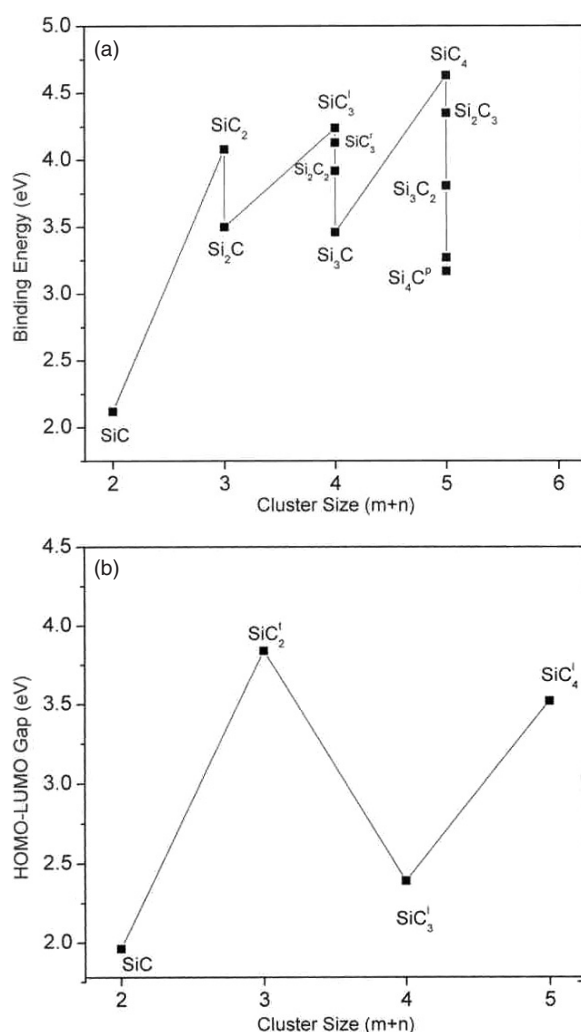 (a)
5.0
4.5
4.0
3.5
3.0
2.5
2.0
Binding Energy (eV)
SiC
SiC₂
Si₂C
SiC₃ˡ
SiC₃ʳ
Si₂C₂
Si₃C
SiC₄
Si₂C₃
Si₃C₂
Si₄Cᵖ
2 3 4 5 6
Cluster Size (m+n)
(b)
4.5
4.0
3.5
3.0
2.5
2.0
HOMO-LUMO Gap (eV)
SiC
SiC₂ᵗ
SiC₃ˡ
SiC₄ˡ
2 3 4 5
Cluster Size (m+n)